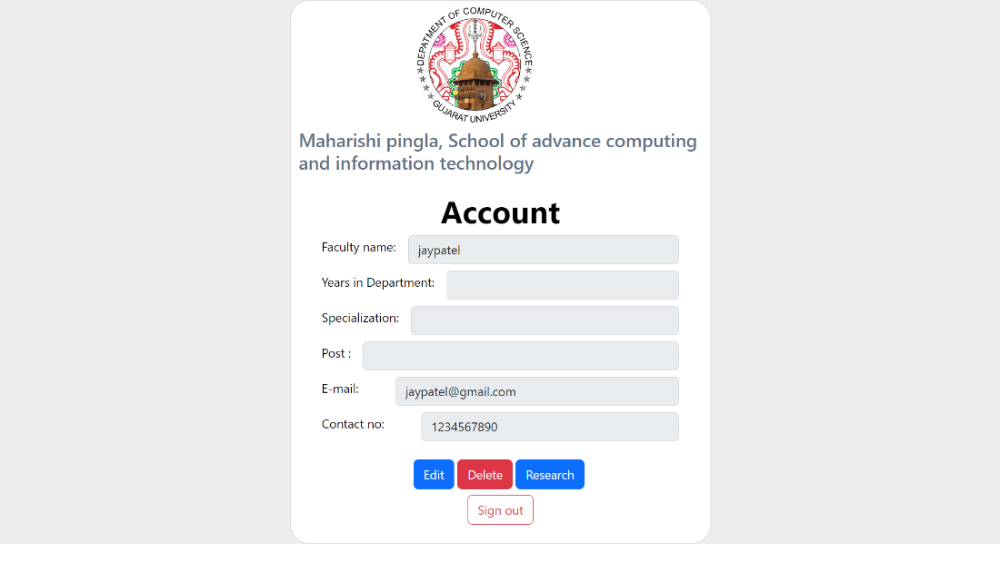 DEPATMENT OF COMPUTER SCIENCE
GUJARAT UNIVERSITY
Maharishi pingla, School of advance computing
and information technology
Account
Faculty name: jaypatel
Years in Department:
Specialization:
Post :
E-mail: jaypatel@gmail.com
Contact no: 1234567890
Edit Delete Research
Sign out